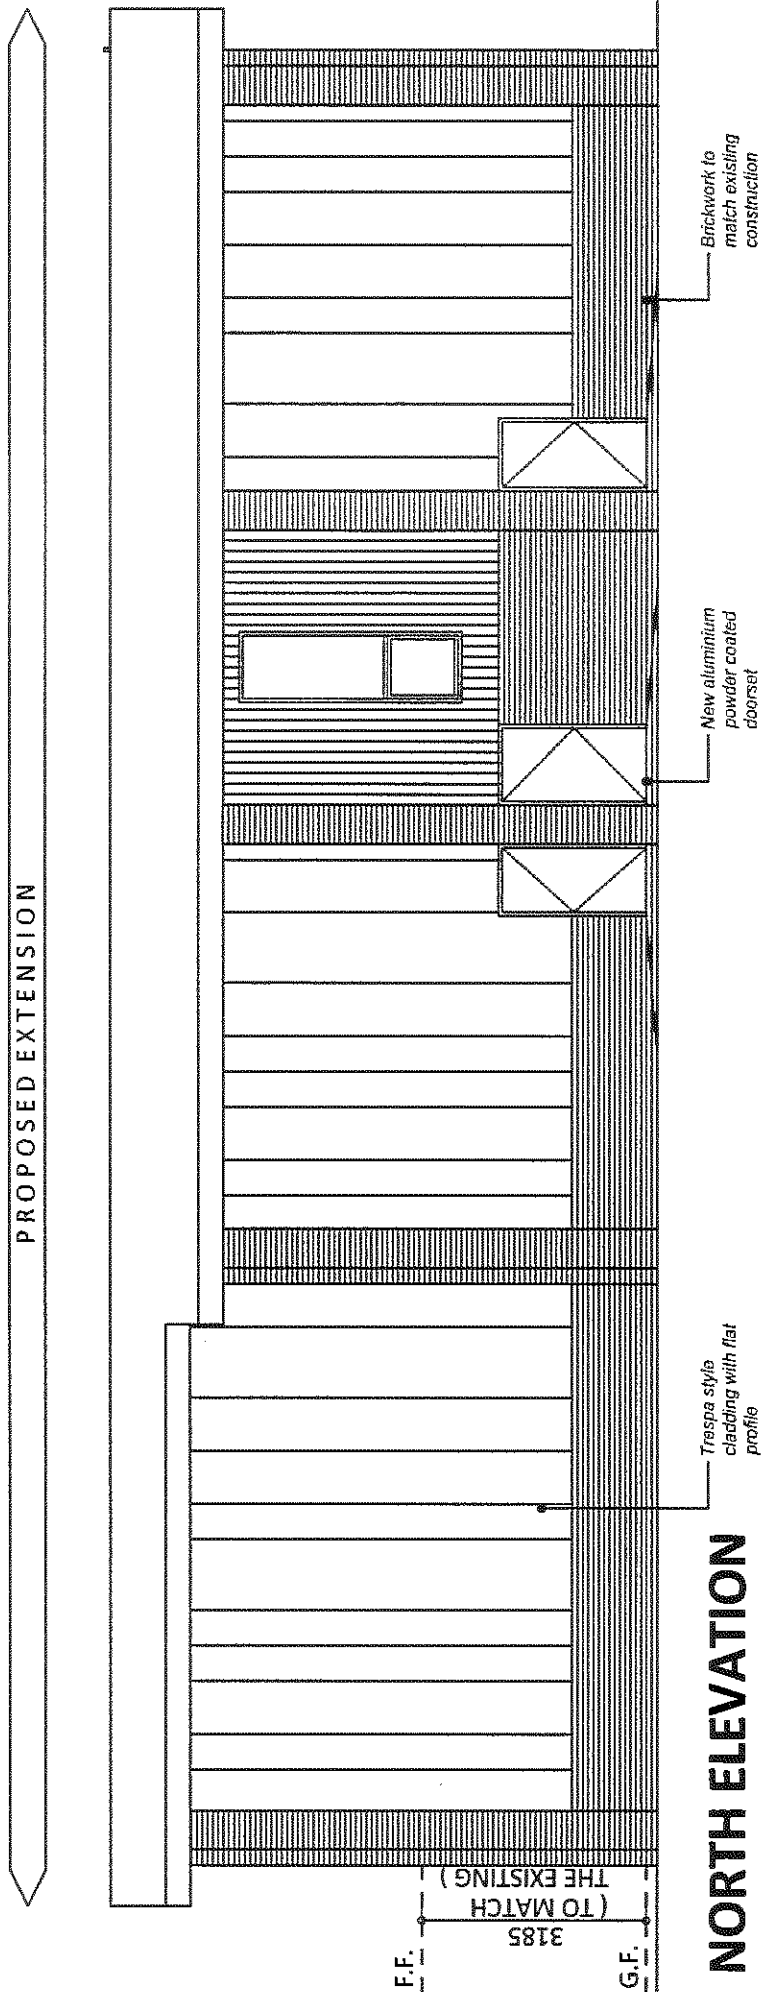 PROPOSED EXTENSION
F.F.
3185
( TO MATCH
THE EXISTING )
G.F.
Trespa style
cladding with flat
profile
New aluminium
powder coated
doorset
Brickwork to
match existing
construction
NORTH ELEVATION